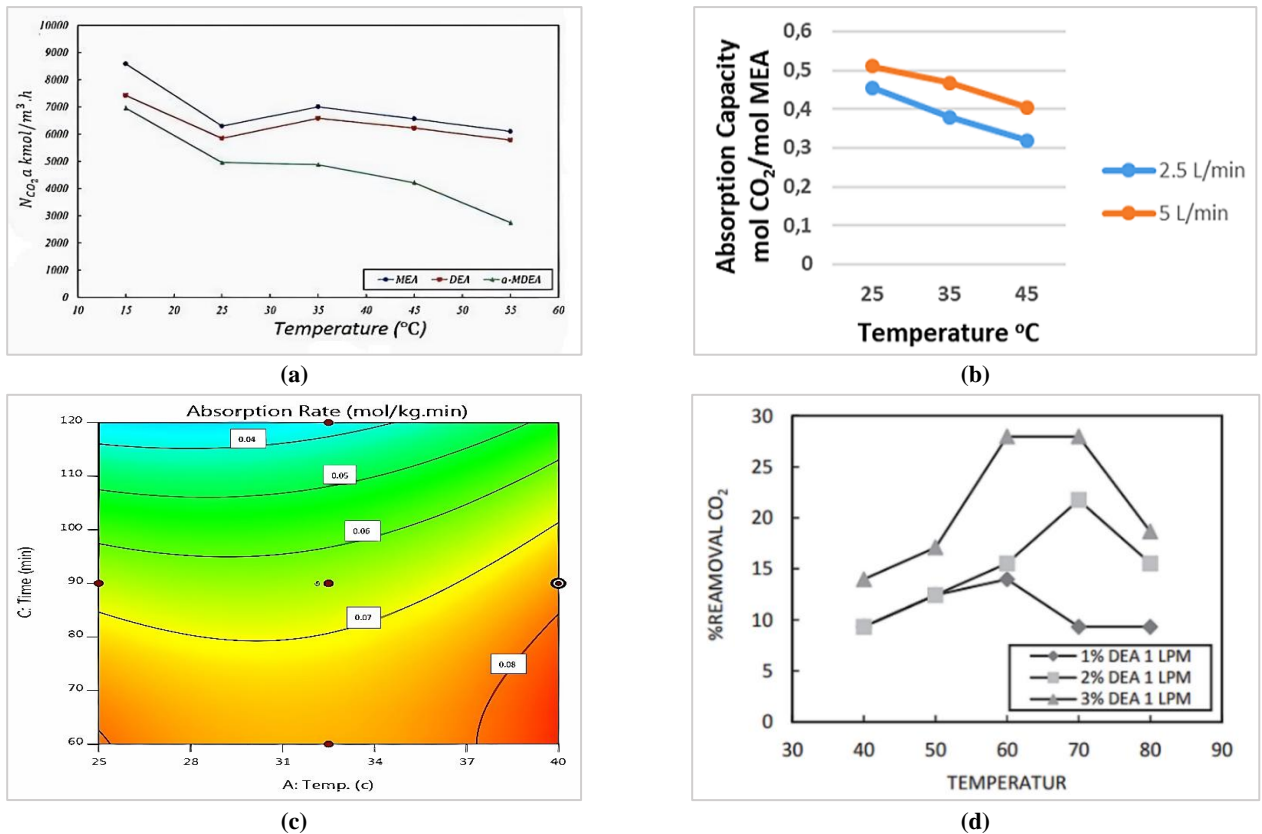 10000
9000
8000
7000
6000
5000
4000
3000
2000
1000
0
N_CO₂ a kmol/m³.h
10 15 20 25 30 35 40 45 50 55 60
Temperature (°C)
MEA DEA a-MDEA
(a)
Absorption Capacity
mol CO₂/mol MEA
0,6
0,5
0,4
0,3
0,2
0,1
0
25 35 45
Temperature ºC
2.5 L/min
5 L/min
(b)
Absorption Rate (mol/kg.min)
C: Time (min)
120
110
100
90
80
70
60
0.04
0.05
0.06
0.07
0.08
25 28 31 34 37 40
A: Temp. (c)
(c)
%REAMOVAL CO₂
30
25
20
15
10
5
0
30 40 50 60 70 80 90
TEMPERATUR
1% DEA 1 LPM
2% DEA 1 LPM
3% DEA 1 LPM
(d)